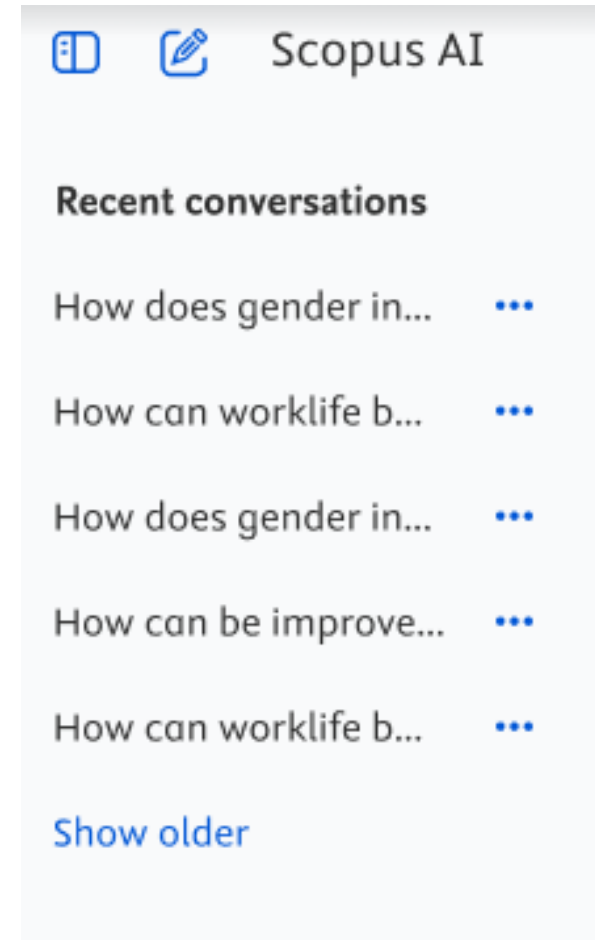 Scopus AI
Recent conversations
How does gender in...
How can worklife b...
How does gender in...
How can be improve...
How can worklife b...
Show older